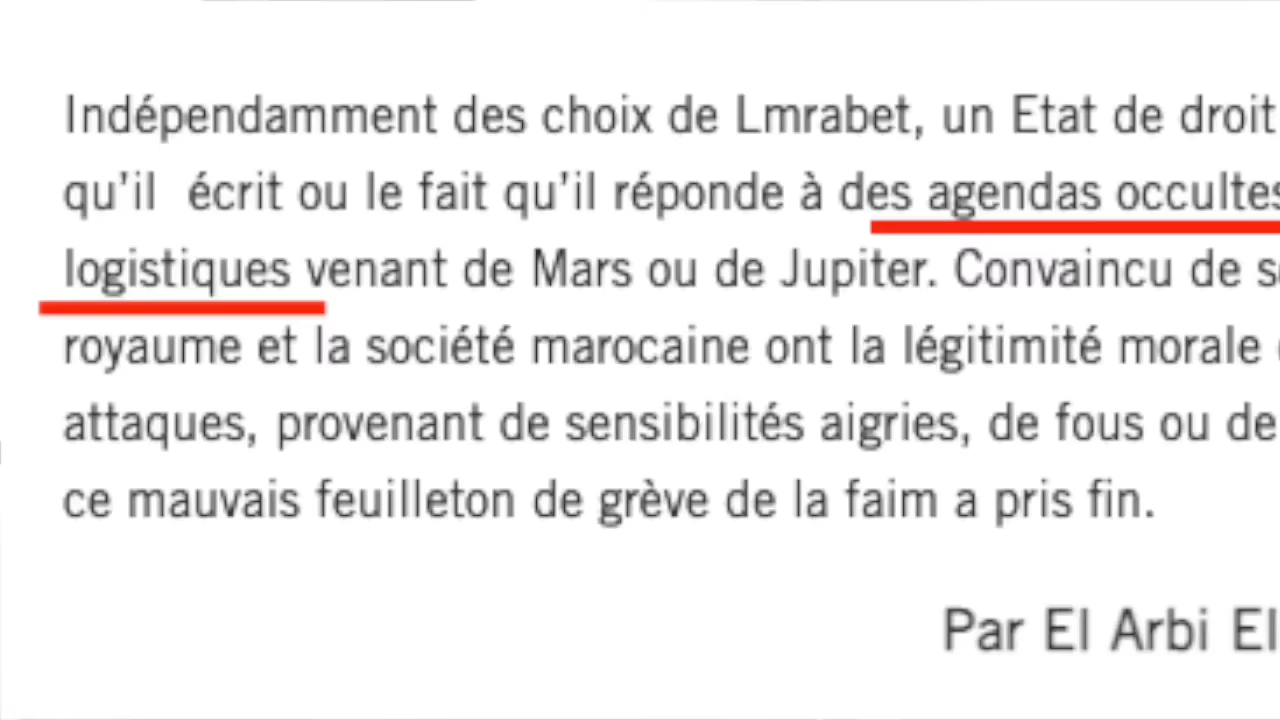 Indépendamment des choix de Lmrabet, un Etat de droit
qu'il écrit ou le fait qu'il réponde à des agendas occultes
logistiques venant de Mars ou de Jupiter. Convaincu de
royaume et la société marocaine ont la légitimité morale
attaques, provenant de sensibilités aigries, de fous ou de
ce mauvais feuilleton de grève de la faim a pris fin.
Par El Arbi El